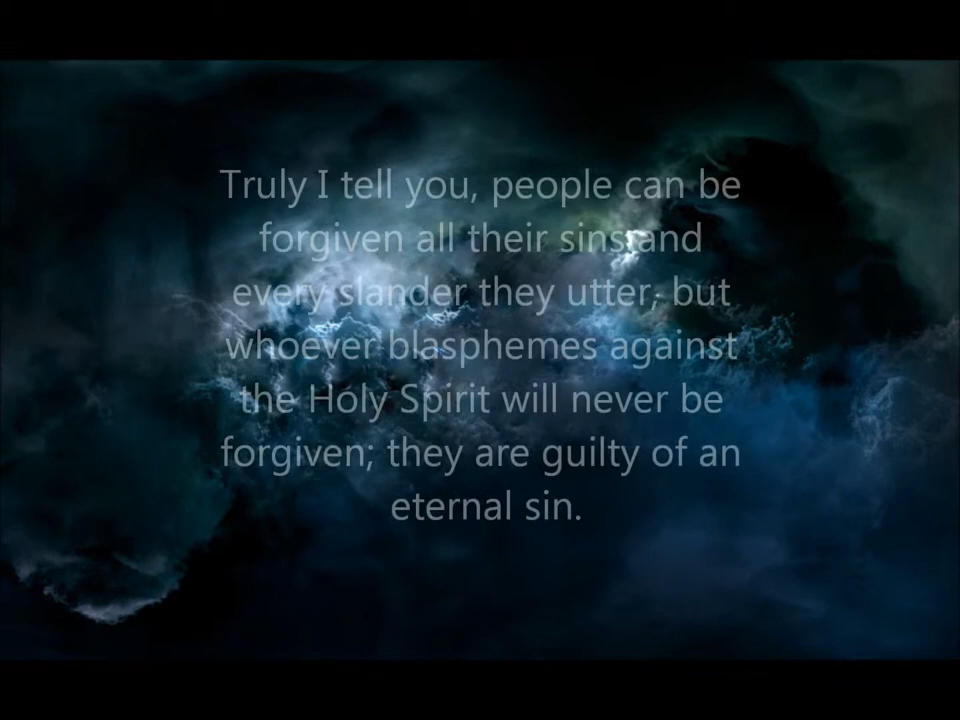 Truly I tell you, people can be
forgiven all their sins and
every slander they utter, but
whoever blasphemes against
the Holy Spirit will never be
forgiven; they are guilty of an
eternal sin.